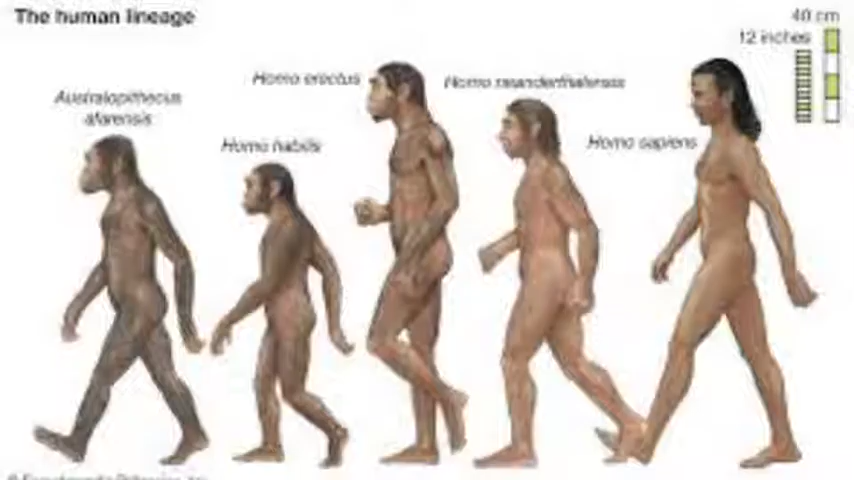 The human lineage
40 cm
12 inches
Homo erectus
Homo neanderthalensis
Australopithecus
afarensis
Homo habilis
Homo sapiens